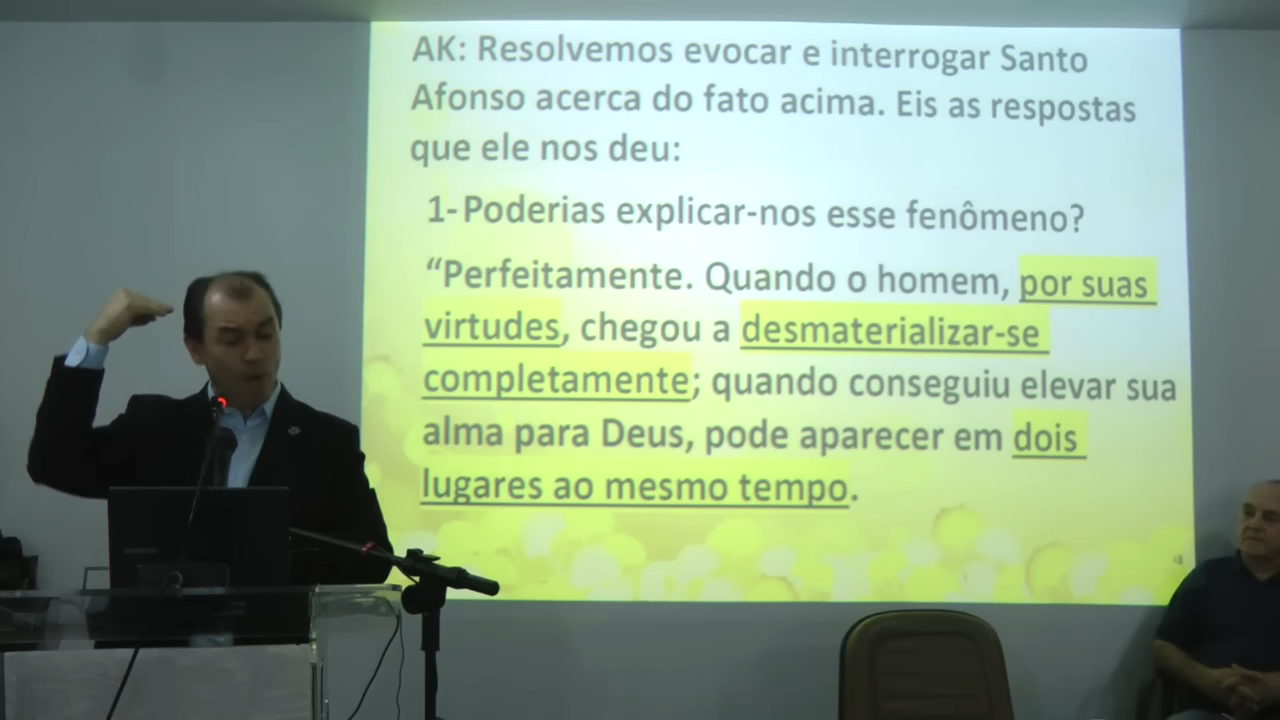 AK: Resolvemos evocar e interrogar Santo
Afonso acerca do fato acima. Eis as respostas
que ele nos deu:
1-Poderias explicar-nos esse fenômeno?
“Perfeitamente. Quando o homem, por suas
virtudes, chegou a desmaterializar-se
completamente; quando conseguiu elevar sua
alma para Deus, pode aparecer em dois
lugares ao mesmo tempo.